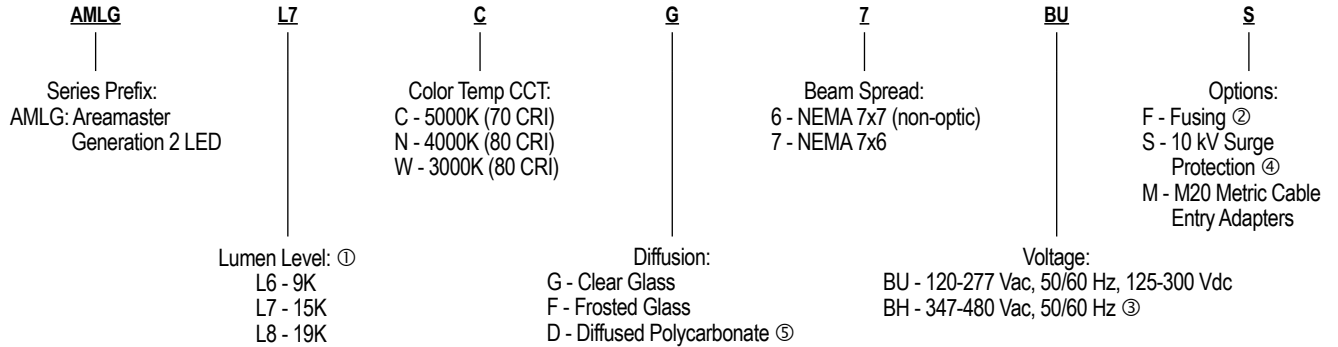 AMLG L7 C G 7 BU S
Series Prefix:
AMLG: Areamaster
Generation 2 LED
Color Temp CCT:
C - 5000K (70 CRI)
N - 4000K (80 CRI)
W - 3000K (80 CRI)
Beam Spread:
6 - NEMA 7x7 (non-optic)
7 - NEMA 7x6
Options:
F - Fusing ②
S - 10 kV Surge
Protection ④
M - M20 Metric Cable
Entry Adapters
Lumen Level: ①
L6 - 9K
L7 - 15K
L8 - 19K
Diffusion:
G - Clear Glass
F - Frosted Glass
D - Diffused Polycarbonate ⑤
Voltage:
BU - 120-277 Vac, 50/60 Hz, 125-300 Vdc
BH - 347-480 Vac, 50/60 Hz ③